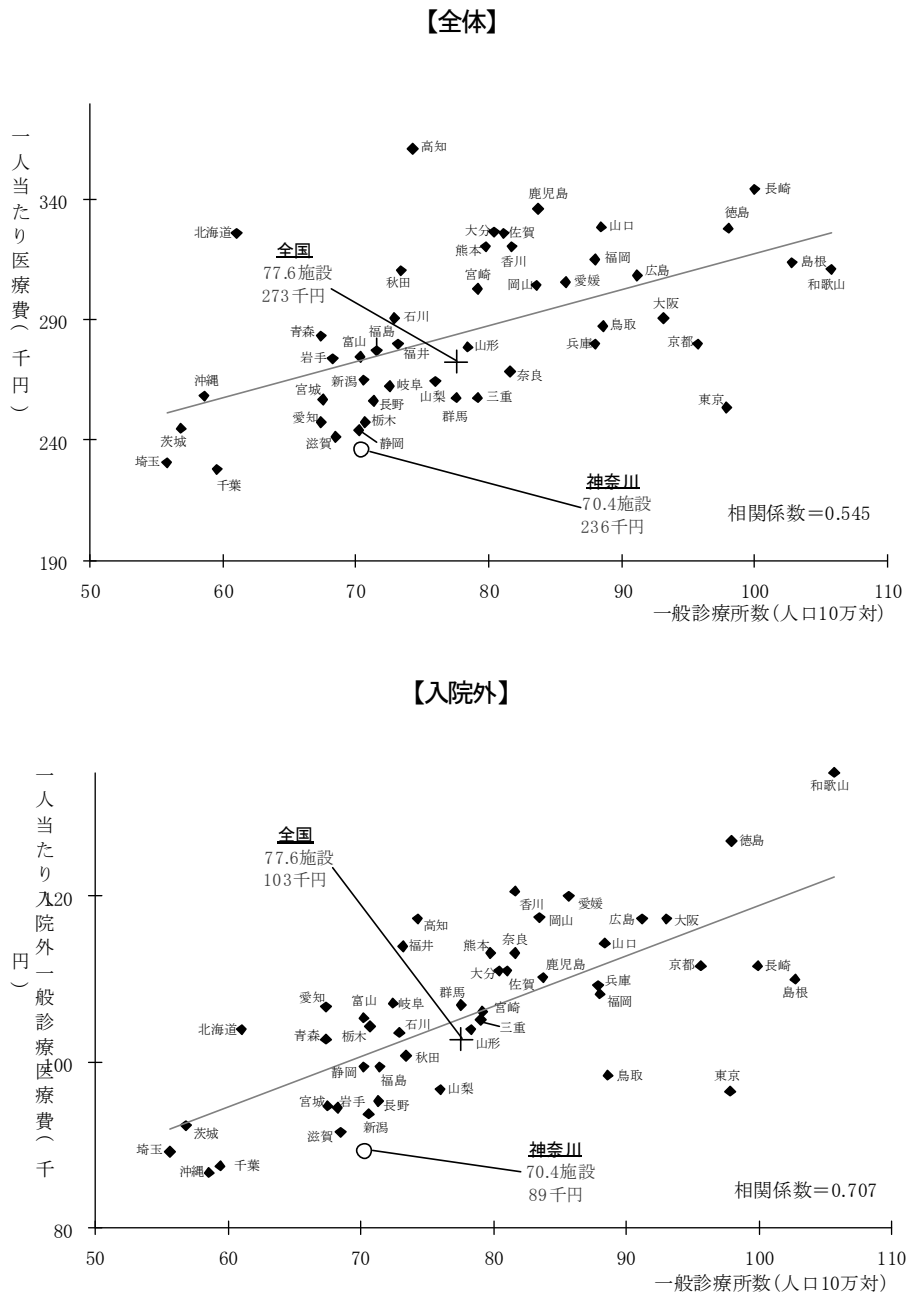 【全体】
一人当たり医療費(千円)
340
290
240
190
高知
鹿児島
長崎
徳島
北海道
大分
佐賀
山口
熊本
香川
全国
77.6施設
273千円
秋田
宮崎
岡山
愛媛
福岡
広島
島根
和歌山
石川
大阪
青森
福島
富山
鳥取
岩手
福井
山形
兵庫
京都
沖縄
新潟
岐阜
奈良
宮城
長野
山梨
三重
群馬
東京
愛知
栃木
茨城
滋賀
静岡
埼玉
千葉
神奈川
70.4施設
236千円
相関係数=0.545
50 60 70 80 90 100 110
一般診療所数(人口10万対)
【入院外】
一人当たり入院外一般診療医療費(千円)
120
100
80
和歌山
全国
77.6施設
103千円
徳島
香川
愛媛
高知
岡山
広島
大阪
福井
熊本
奈良
山口
大分
佐賀
鹿児島
京都
長崎
兵庫
島根
福岡
愛知
富山
岐阜
群馬
宮崎
北海道
青森
栃木
石川
三重
山形
静岡
秋田
福島
鳥取
東京
宮城
岩手
長野
山梨
茨城
滋賀
新潟
埼玉
沖縄
千葉
神奈川
70.4施設
89千円
相関係数=0.707
50 60 70 80 90 100 110
一般診療所数(人口10万対)